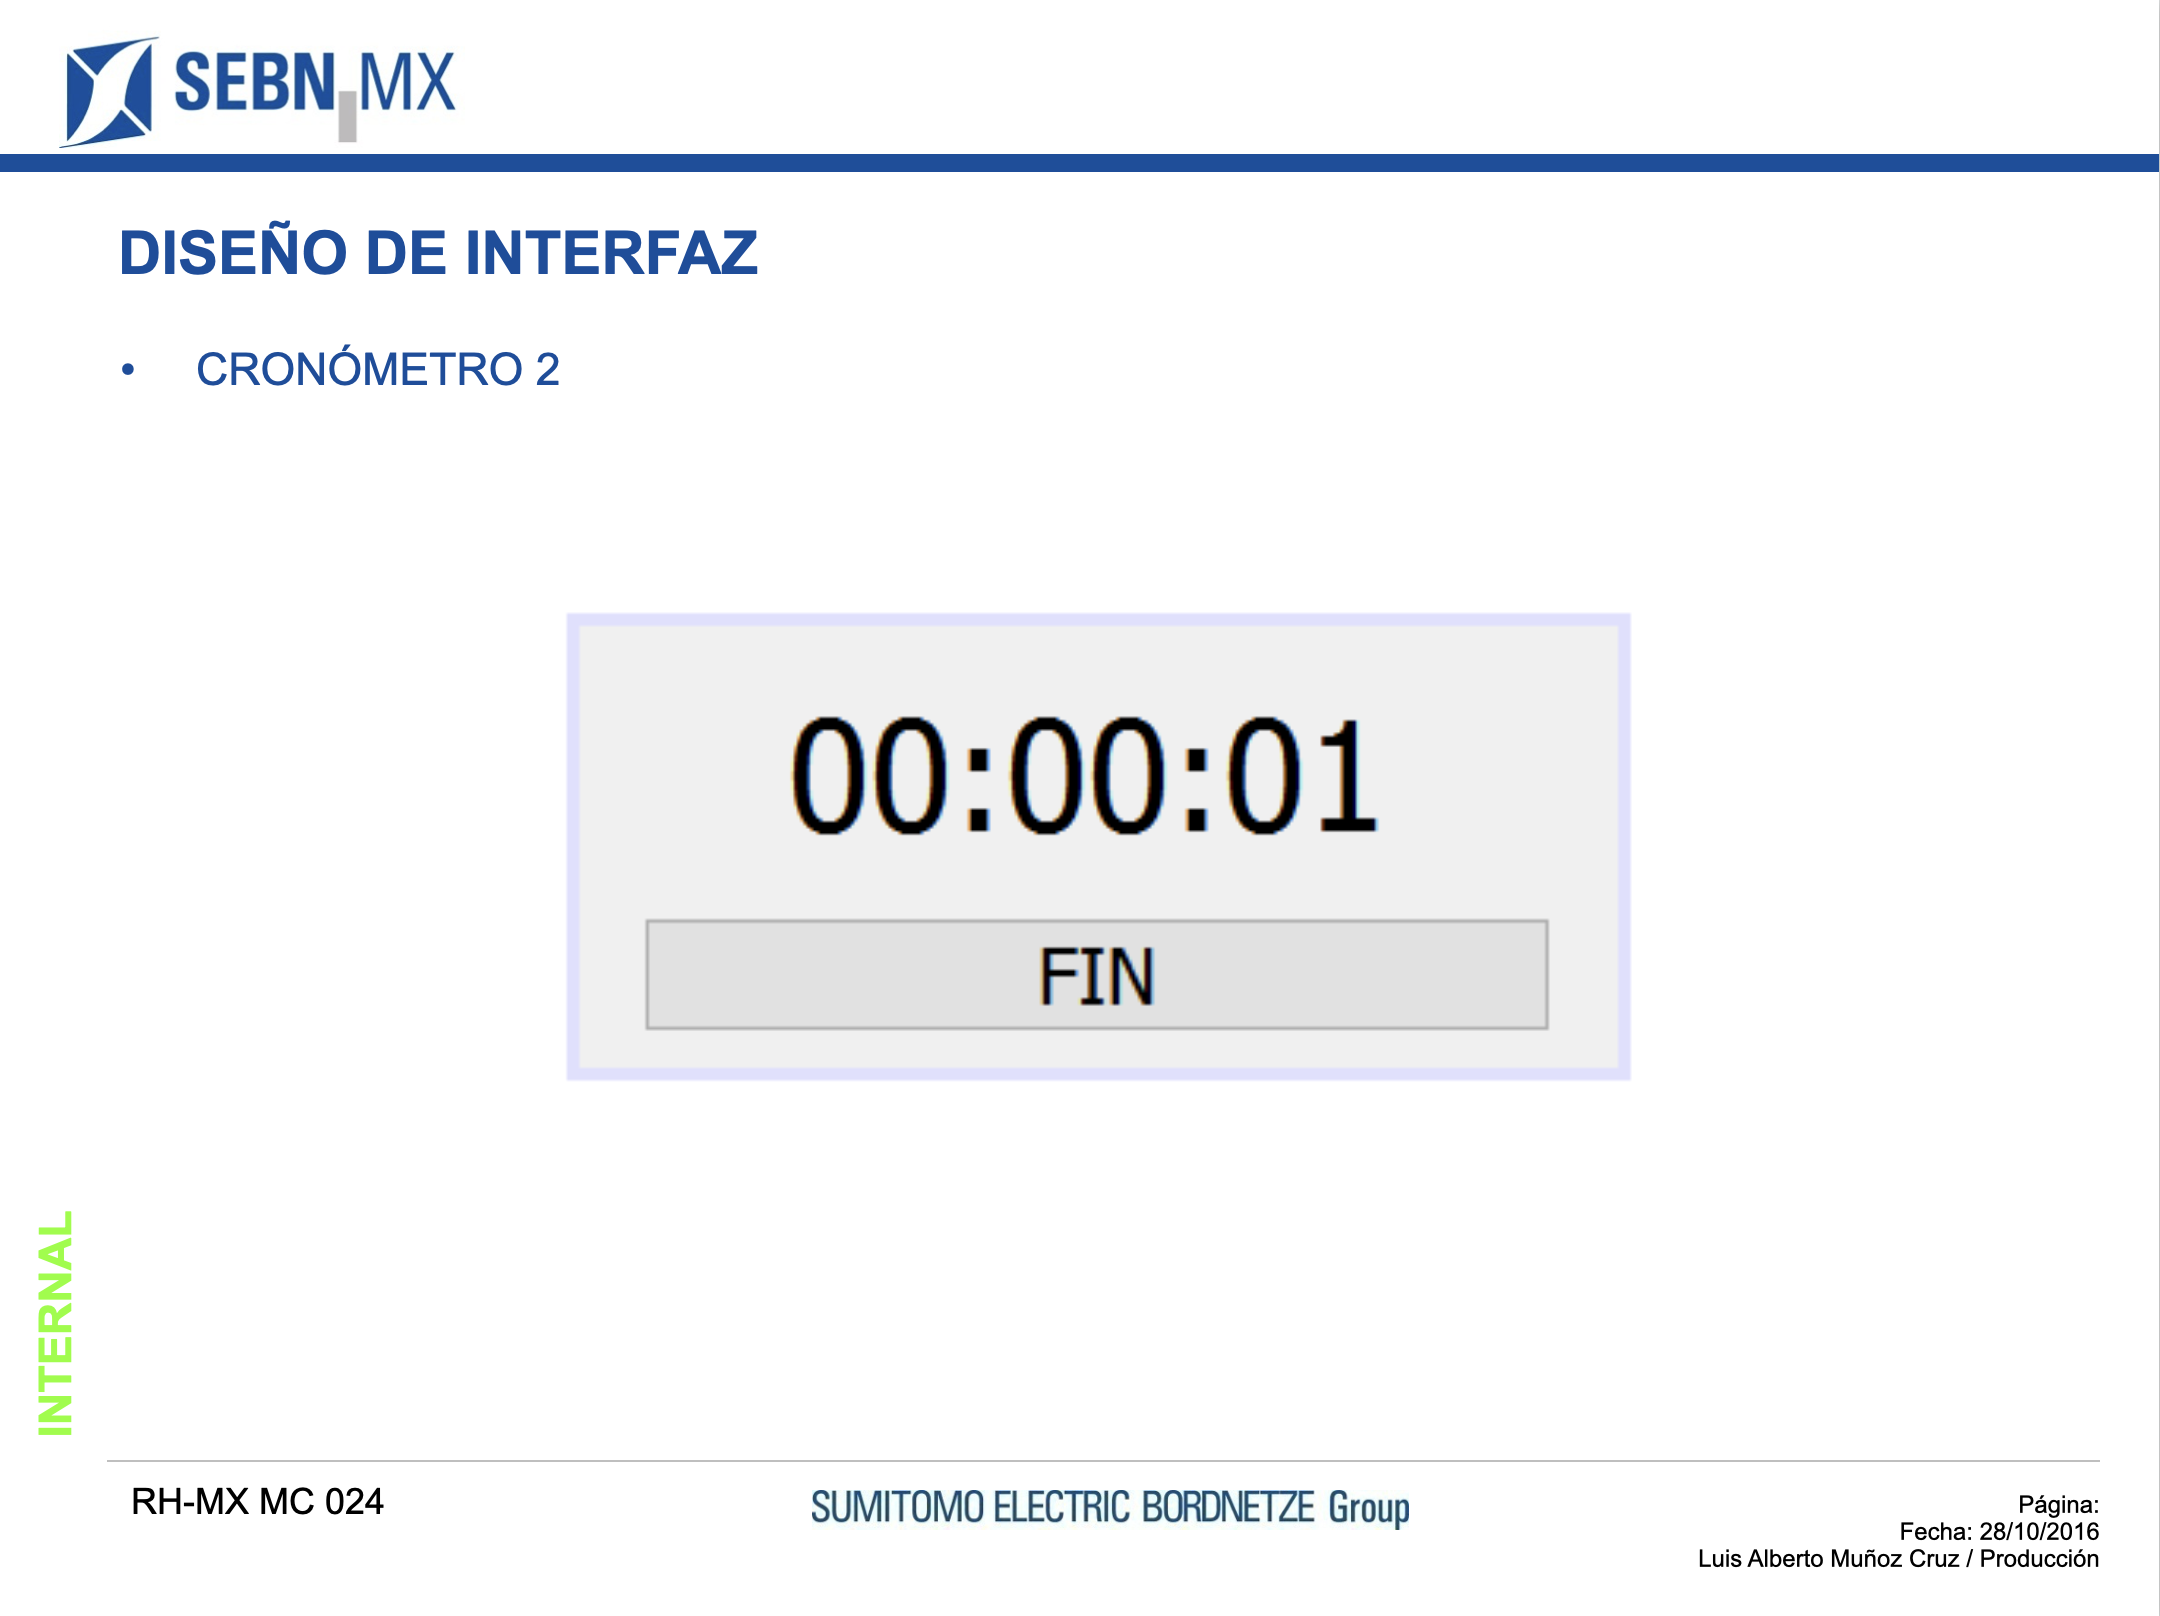 SEBN MX
DISEÑO DE INTERFAZ
• CRONÓMETRO 2
00:00:01
FIN
INTERNAL
RH-MX MC 024
SUMITOMO ELECTRIC BORDNETZE Group
Página:
Fecha: 28/10/2016
Luis Alberto Muñoz Cruz / Producción